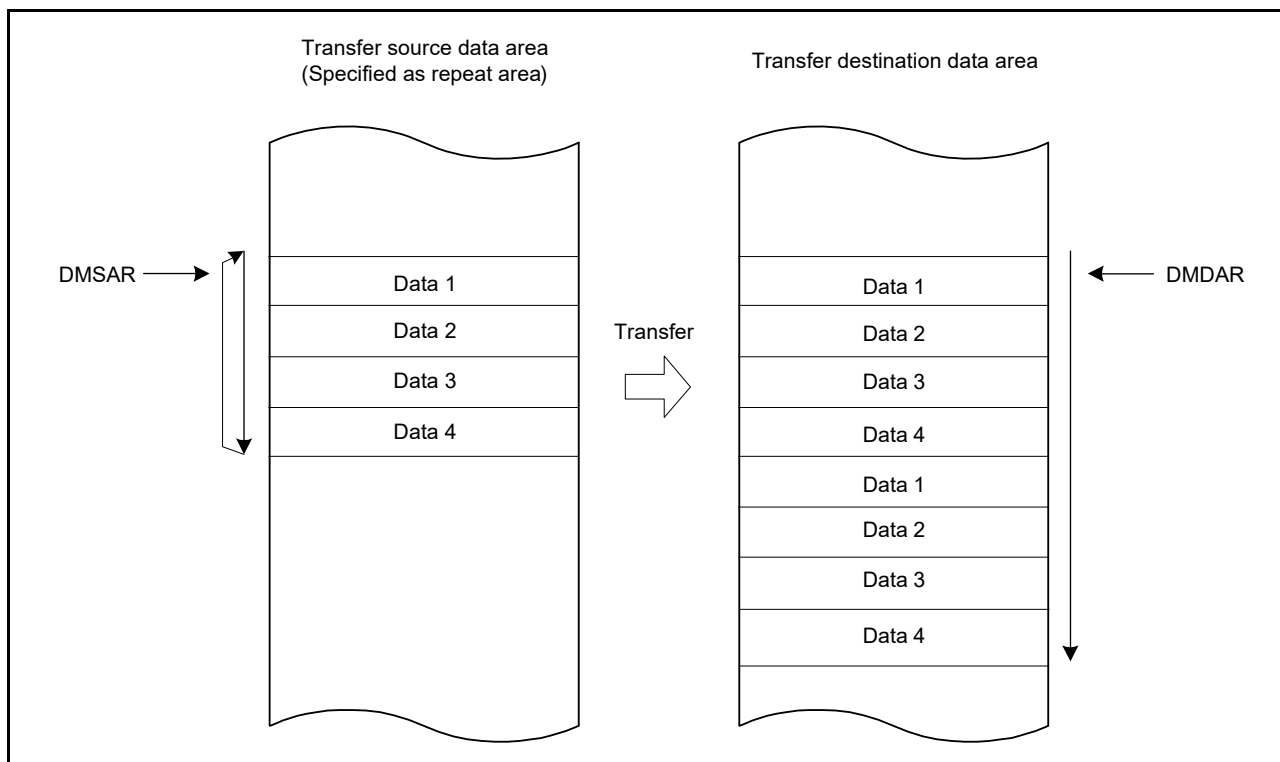 Transfer source data area
(Specified as repeat area)
Transfer destination data area
DMSAR
Data 1
Data 2
Data 3
Data 4
Transfer
Data 1
Data 2
Data 3
Data 4
Data 1
Data 2
Data 3
Data 4
DMDAR